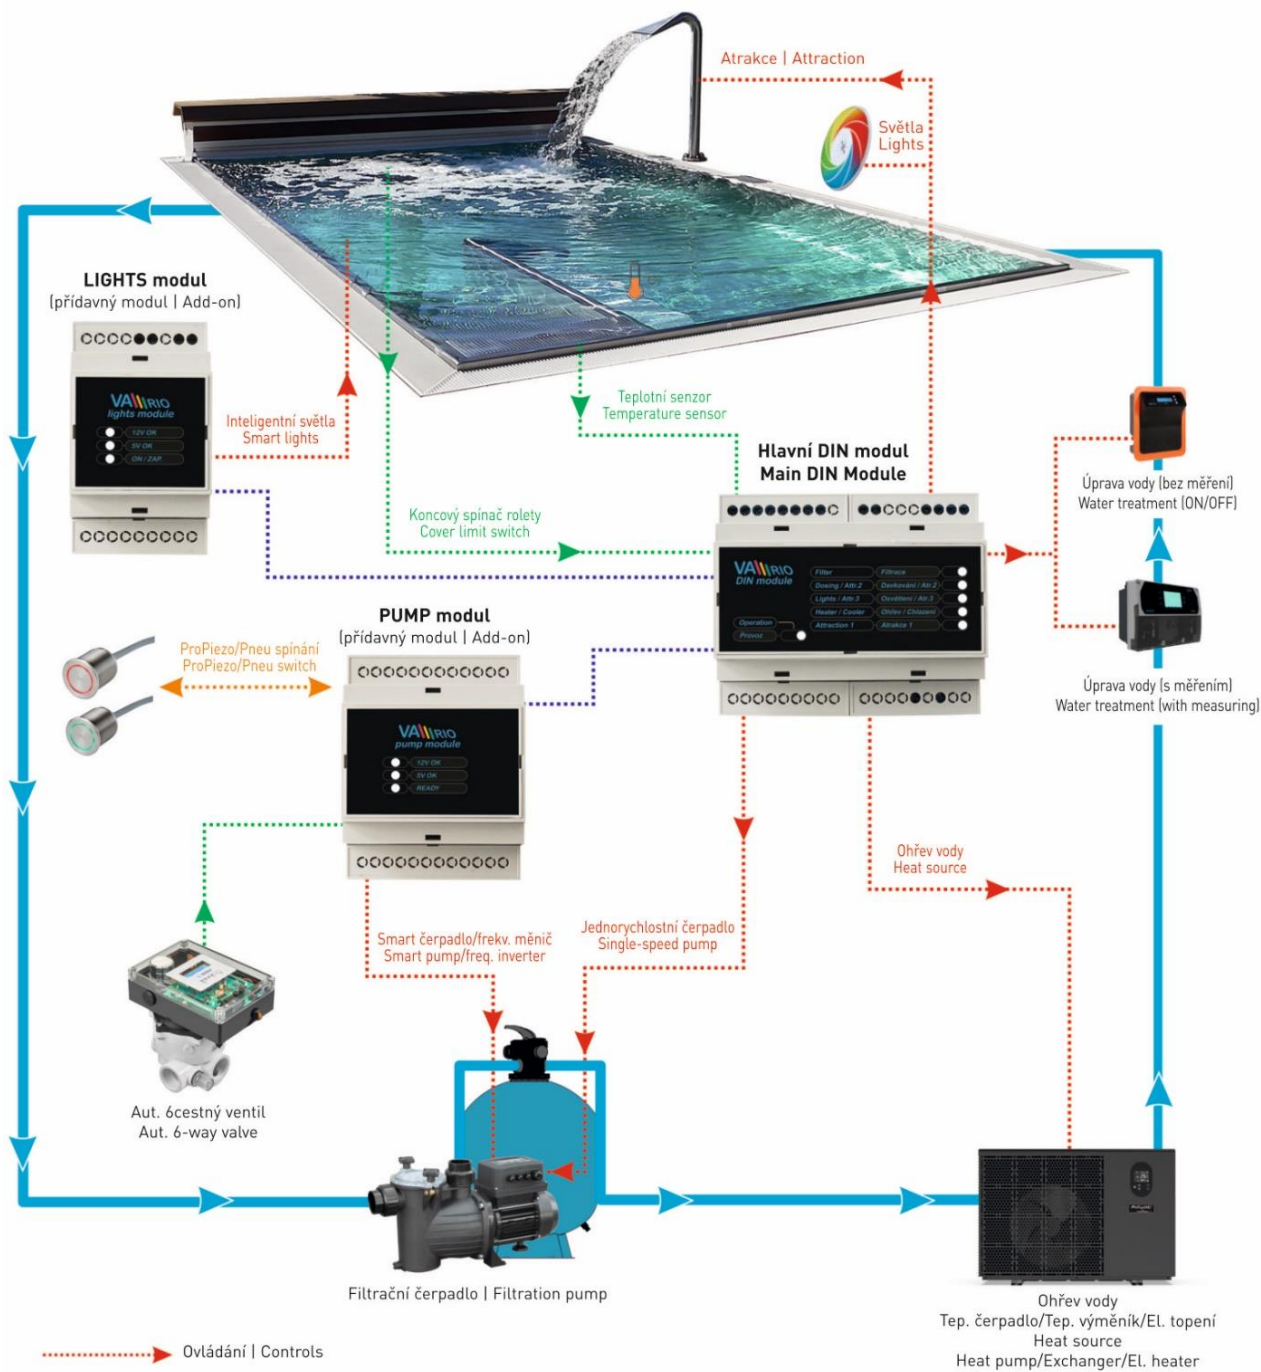 Atrakce | Attraction
Světla
Lights
LIGHTS modul
(přídavný modul | Add-on)
VARIO
lights module
12V OK
5V OK
ON / ZAP.
Inteligentní světla
Smart lights
Teplotní senzor
Temperature sensor
Koncový spínač rolety
Cover limit switch
Hlavní DIN modul
Main DIN Module
VARIO
DIN module
Filter Filtrace
Dosing / Attr.2 Dávkování / Atr.2
Lights / Attr.3 Osvětlení / Atr.3
Heater / Cooler Ohřev / Chlazení
Attraction 1 Atrakce 1
Operation
Provoz
Úprava vody (bez měření)
Water treatment (ON/OFF)
Úprava vody (s měřením)
Water treatment (with measuring)
PUMP modul
(přídavný modul | Add-on)
ProPiezo/Pneu spínání
ProPiezo/Pneu switch
VARIO
pump module
12V OK
5V OK
READY
Ohřev vody
Heat source
Smart čerpadlo/frekv. měnič
Smart pump/freq. inverter
Jednorychlostní čerpadlo
Single-speed pump
Aut. 6cestný ventil
Aut. 6-way valve
Filtrační čerpadlo | Filtration pump
Ohřev vody
Tep. čerpadlo/Tep. výměník/El. topení
Heat source
Heat pump/Exchanger/El. heater
Ovládání | Controls